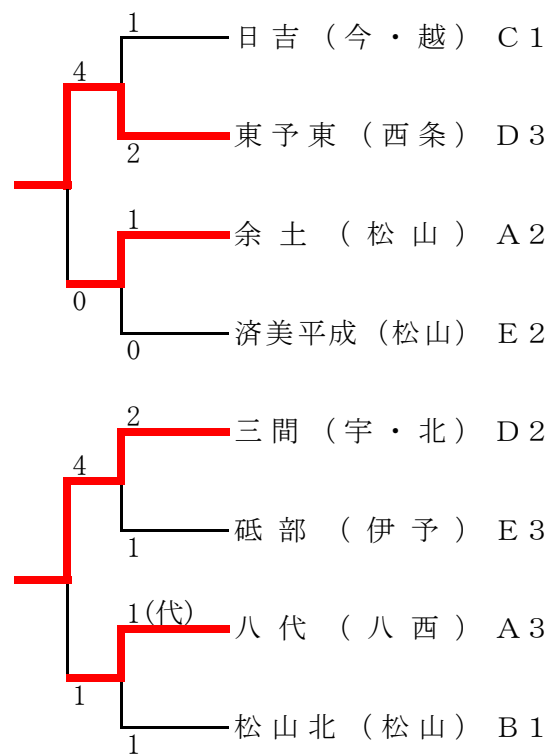 1
日吉（今・越） C1
4
東予東（西条） D3
2
1
余土（松山） A2
0
済美平成（松山） E2
0
2
三間（宇・北） D2
4
砥部（伊予） E3
1
1(代)
八代（八西） A3
1
松山北（松山） B1
1